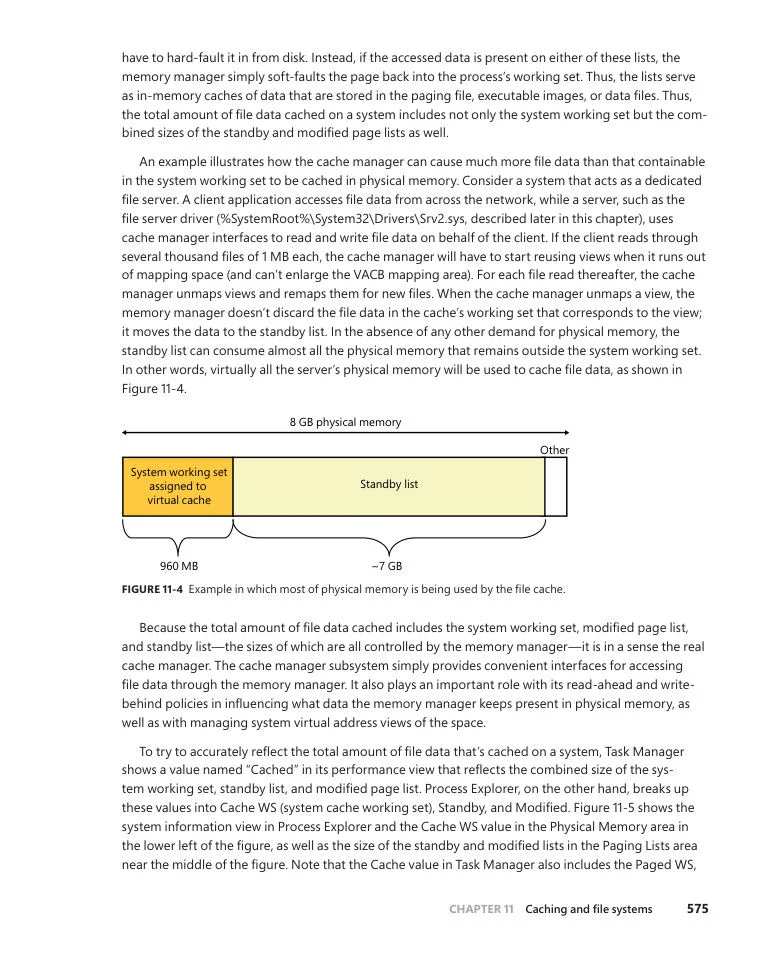 have to hard-fault it in from disk. Instead, if the accessed data is present on either of these lists, the
memory manager simply soft-faults the page back into the process’s working set. Thus, the lists serve
as in-memory caches of data that are stored in the paging file, executable images, or data files. Thus,
the total amount of file data cached on a system includes not only the system working set but the com-
bined sizes of the standby and modified page lists as well.
An example illustrates how the cache manager can cause much more file data than that containable
in the system working set to be cached in physical memory. Consider a system that acts as a dedicated
file server. A client application accesses file data from across the network, while a server, such as the
file server driver (%SystemRoot%\System32\Drivers\Srv2.sys, described later in this chapter), uses
cache manager interfaces to read and write file data on behalf of the client. If the client reads through
several thousand files of 1 MB each, the cache manager will have to start reusing views when it runs out
of mapping space (and can’t enlarge the VACB mapping area). For each file read thereafter, the cache
manager unmaps views and remaps them for new files. When the cache manager unmaps a view, the
memory manager doesn’t discard the file data in the cache’s working set that corresponds to the view;
it moves the data to the standby list. In the absence of any other demand for physical memory, the
standby list can consume almost all the physical memory that remains outside the system working set.
In other words, virtually all the server’s physical memory will be used to cache file data, as shown in
Figure 11-4.
8 GB physical memory
Other
System working set
assigned to
virtual cache
Standby list
960 MB
~7 GB
FIGURE 11-4 Example in which most of physical memory is being used by the file cache.
Because the total amount of file data cached includes the system working set, modified page list,
and standby list—the sizes of which are all controlled by the memory manager—it is in a sense the real
cache manager. The cache manager subsystem simply provides convenient interfaces for accessing
file data through the memory manager. It also plays an important role with its read-ahead and write-
behind policies in influencing what data the memory manager keeps present in physical memory, as
well as with managing system virtual address views of the space.
To try to accurately reflect the total amount of file data that’s cached on a system, Task Manager
shows a value named “Cached” in its performance view that reflects the combined size of the sys-
tem working set, standby list, and modified page list. Process Explorer, on the other hand, breaks up
these values into Cache WS (system cache working set), Standby, and Modified. Figure 11-5 shows the
system information view in Process Explorer and the Cache WS value in the Physical Memory area in
the lower left of the figure, as well as the size of the standby and modified lists in the Paging Lists area
near the middle of the figure. Note that the Cache value in Task Manager also includes the Paged WS,
CHAPTER 11 Caching and file systems 575